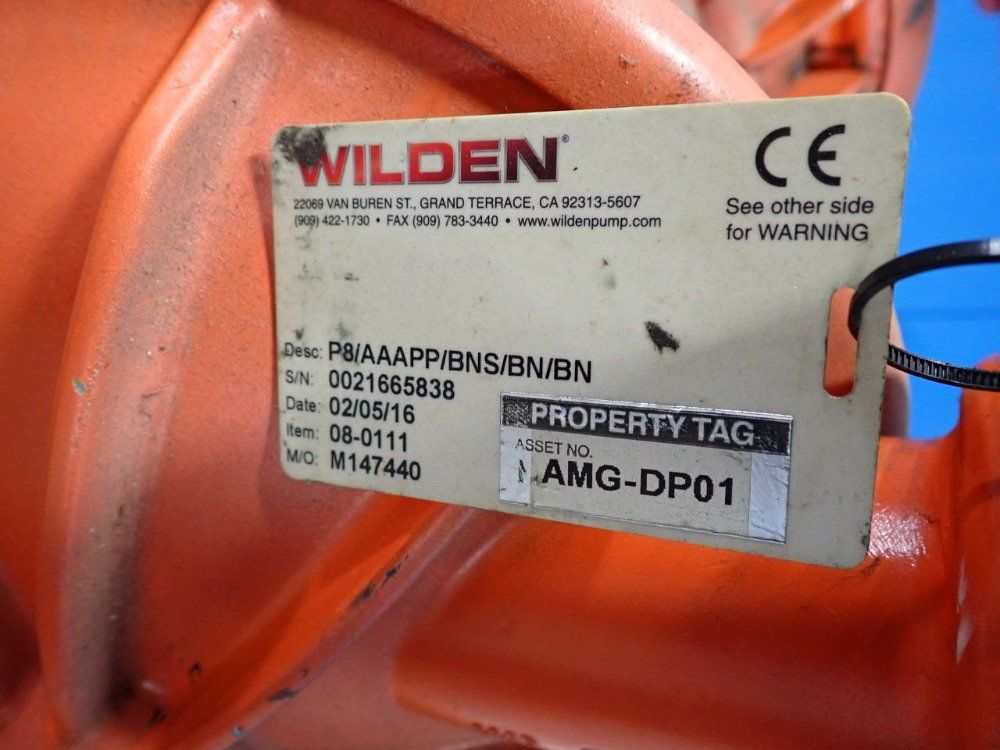 WILDEN®
22069 VAN BUREN ST., GRAND TERRACE, CA 92313-5607
(909) 422-1730 • FAX (909) 783-3440 • www.wildenpump.com
CE
See other side
for WARNING
Desc: P8/AAAPP/BNS/BN/BN
S/N: 0021665838
Date: 02/05/16
Item: 08-0111
M/O: M147440
PROPERTY TAG
ASSET NO.
AMG-DP01